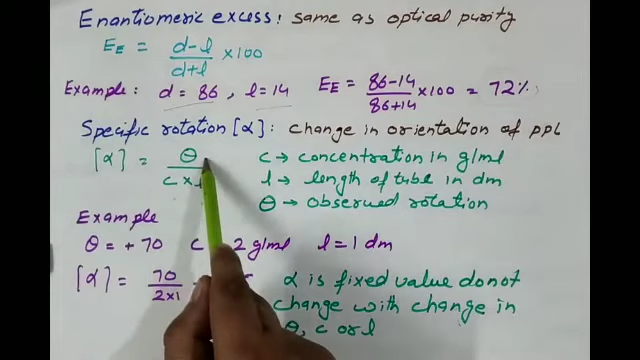 Enantiomeric excess: same as optical purity
EE = d-l/d+l ×100
Example: d = 86, l = 14 EE = 86-14/86+14 ×100 = 72%
Specific rotation [α]: change in orientation of ppl
[α] = θ/c×l c → concentration in g/ml
l → length of tube in dm
θ → observed rotation
Example
θ = +70 c 2 g/ml l = 1 dm
[α] = 70/2×1 α is fixed value do not
change with change in
θ, c or l